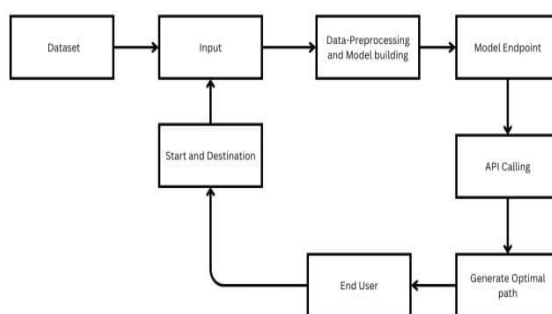 Dataset
Input
Data-Preprocessing
and Model building
Model Endpoint
Start and Destination
API Calling
End User
Generate Optimal
path